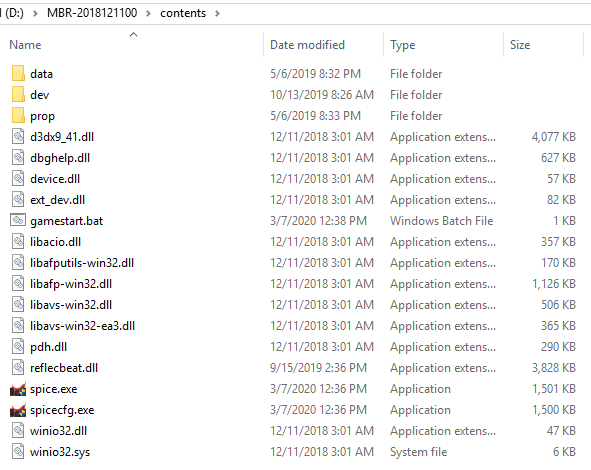 l (D:) > MBR-2018121100 > contents >
Name Date modified Type Size
data 5/6/2019 8:32 PM File folder
dev 10/13/2019 8:26 AM File folder
prop 5/6/2019 8:33 PM File folder
d3dx9_41.dll 12/11/2018 3:01 AM Application extens... 4,077 KB
dbghelp.dll 12/11/2018 3:01 AM Application extens... 627 KB
device.dll 12/11/2018 3:01 AM Application extens... 57 KB
ext_dev.dll 12/11/2018 3:01 AM Application extens... 82 KB
gamestart.bat 3/7/2020 12:38 PM Windows Batch File 1 KB
libacio.dll 12/11/2018 3:01 AM Application extens... 357 KB
libafputils-win32.dll 12/11/2018 3:01 AM Application extens... 170 KB
libafp-win32.dll 12/11/2018 3:01 AM Application extens... 1,126 KB
libavs-win32.dll 12/11/2018 3:01 AM Application extens... 506 KB
libavs-win32-ea3.dll 12/11/2018 3:01 AM Application extens... 365 KB
pdh.dll 12/11/2018 3:01 AM Application extens... 290 KB
reflecbeat.dll 9/15/2019 2:36 PM Application extens... 3,828 KB
spice.exe 3/7/2020 12:36 PM Application 1,501 KB
spicecfg.exe 3/7/2020 12:36 PM Application 1,500 KB
winio32.dll 12/11/2018 3:01 AM Application extens... 47 KB
winio32.sys 12/11/2018 3:01 AM System file 6 KB